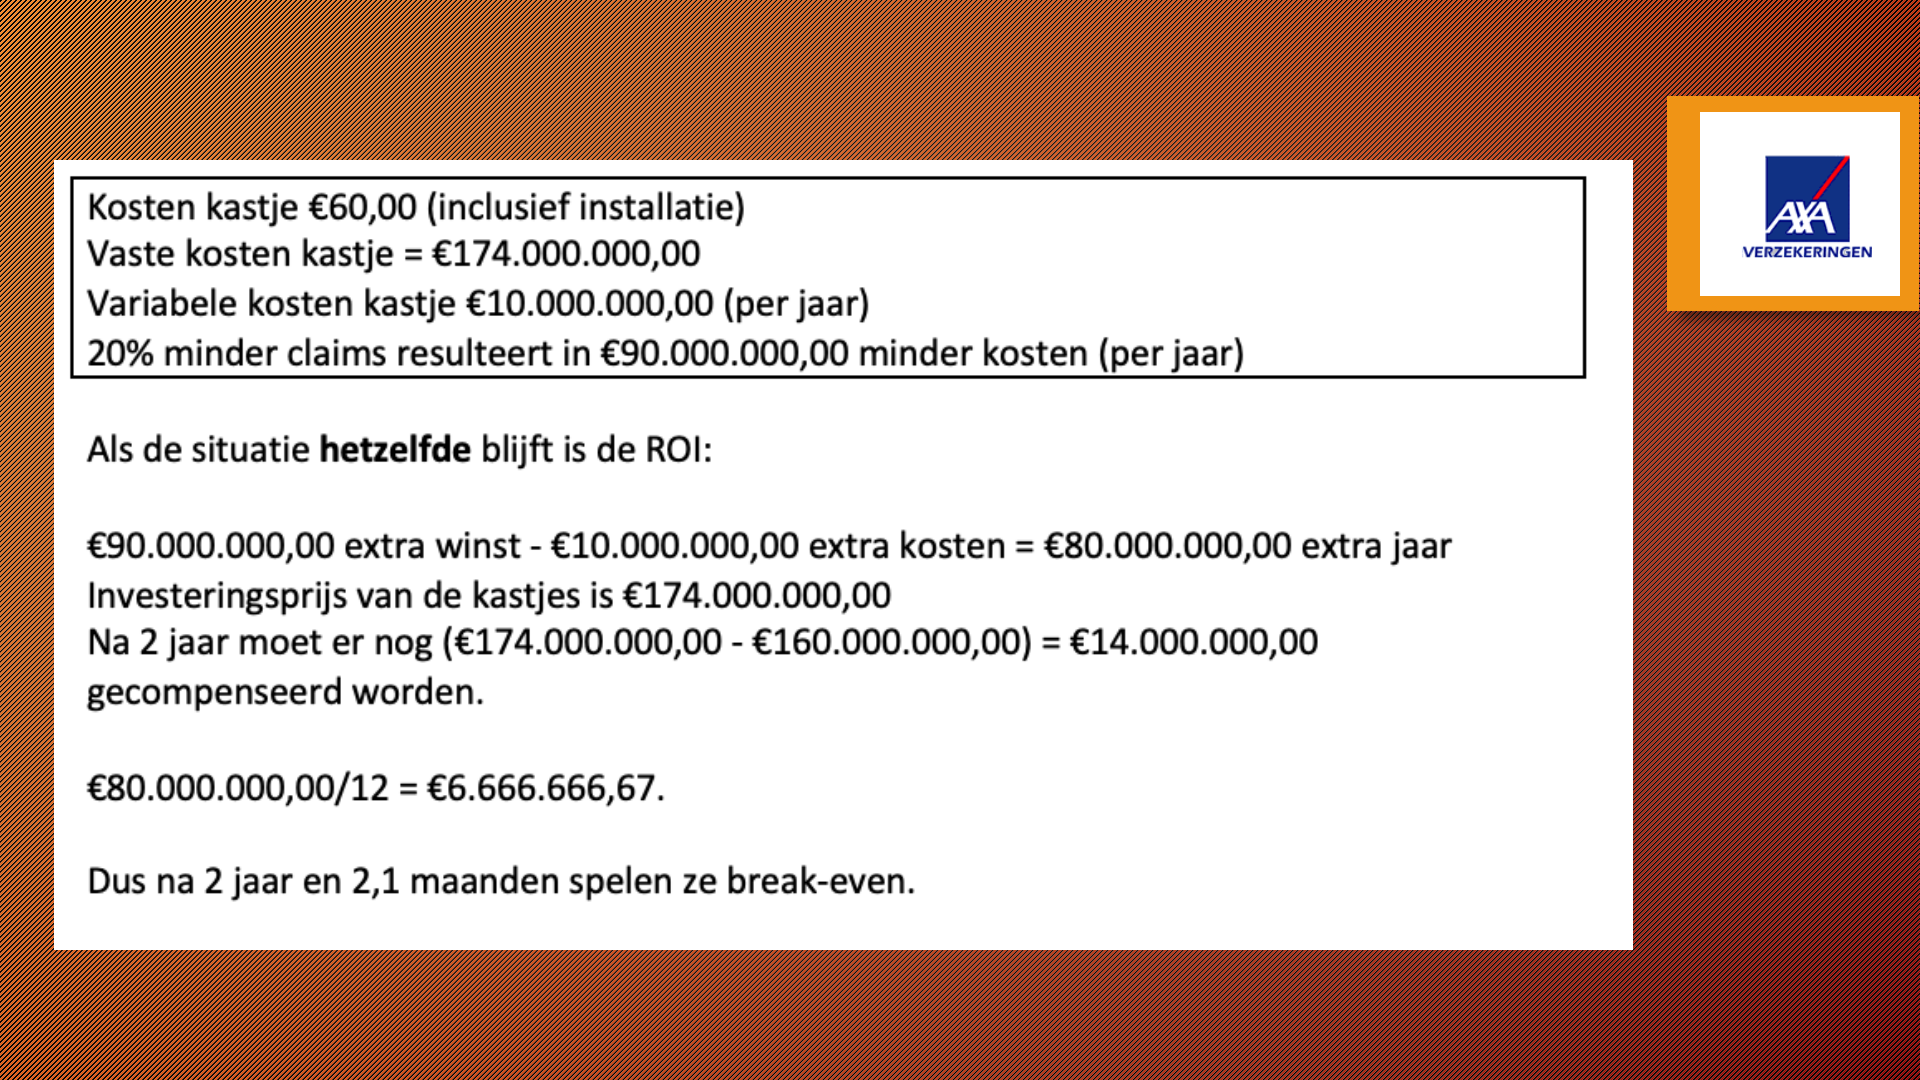 Kosten kastje €60,00 (inclusief installatie)
Vaste kosten kastje = €174.000.000,00
Variabele kosten kastje €10.000.000,00 (per jaar)
20% minder claims resulteert in €90.000.000,00 minder kosten (per jaar)
Als de situatie hetzelfde blijft is de ROI:
€90.000.000,00 extra winst - €10.000.000,00 extra kosten = €80.000.000,00 extra jaar
Investeringsprijs van de kastjes is €174.000.000,00
Na 2 jaar moet er nog (€174.000.000,00 - €160.000.000,00) = €14.000.000,00
gecompenseerd worden.
€80.000.000,00/12 = €6.666.666,67.
Dus na 2 jaar en 2,1 maanden spelen ze break-even.
AXA
VERZEKERINGEN